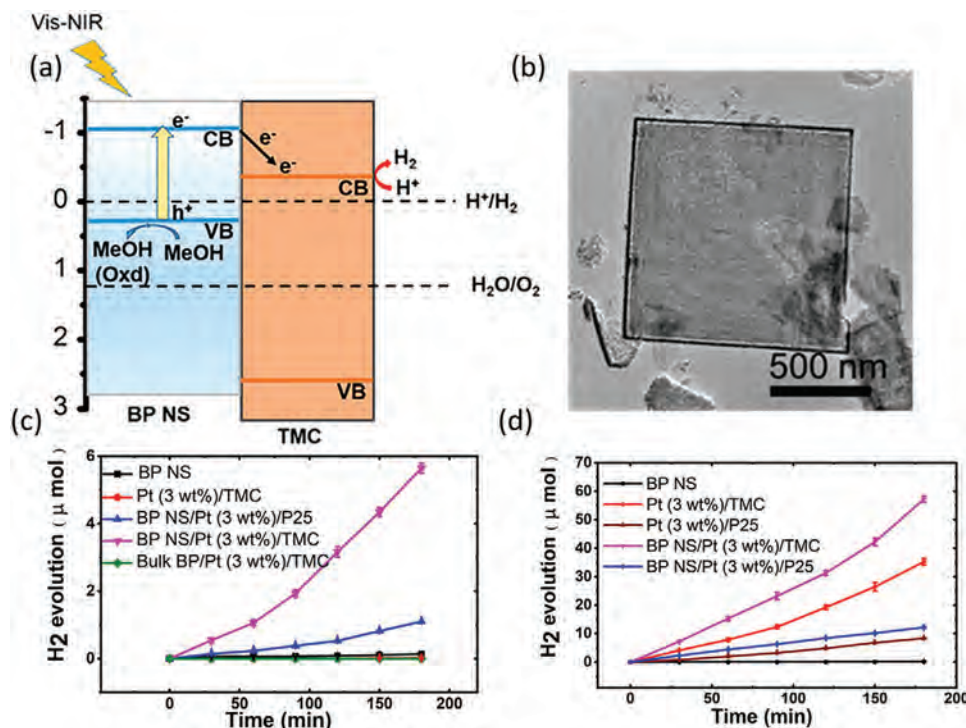 Vis-NIR
(a)
-1
0
1
2
3
e-
CB
e-
e-
CB
H2
H+
H+/H2
h+
VB
MeOH MeOH
(Oxd)
H2O/O2
VB
BP NS
TMC
(b)
500 nm
(c)
H2 evolution ( μ mol )
6
4
2
0
BP NS
Pt (3 wt%)/TMC
BP NS/Pt (3 wt%)/P25
BP NS/Pt (3 wt%)/TMC
Bulk BP/Pt (3 wt%)/TMC
0 50 100 150 200
Time (min)
(d)
H2 evolution ( μ mol )
70
60
50
40
30
20
10
0
BP NS
Pt (3 wt%)/TMC
Pt (3 wt%)/P25
BP NS/Pt (3 wt%)/TMC
BP NS/Pt (3 wt%)/P25
0 50 100 150 200
Time (min)